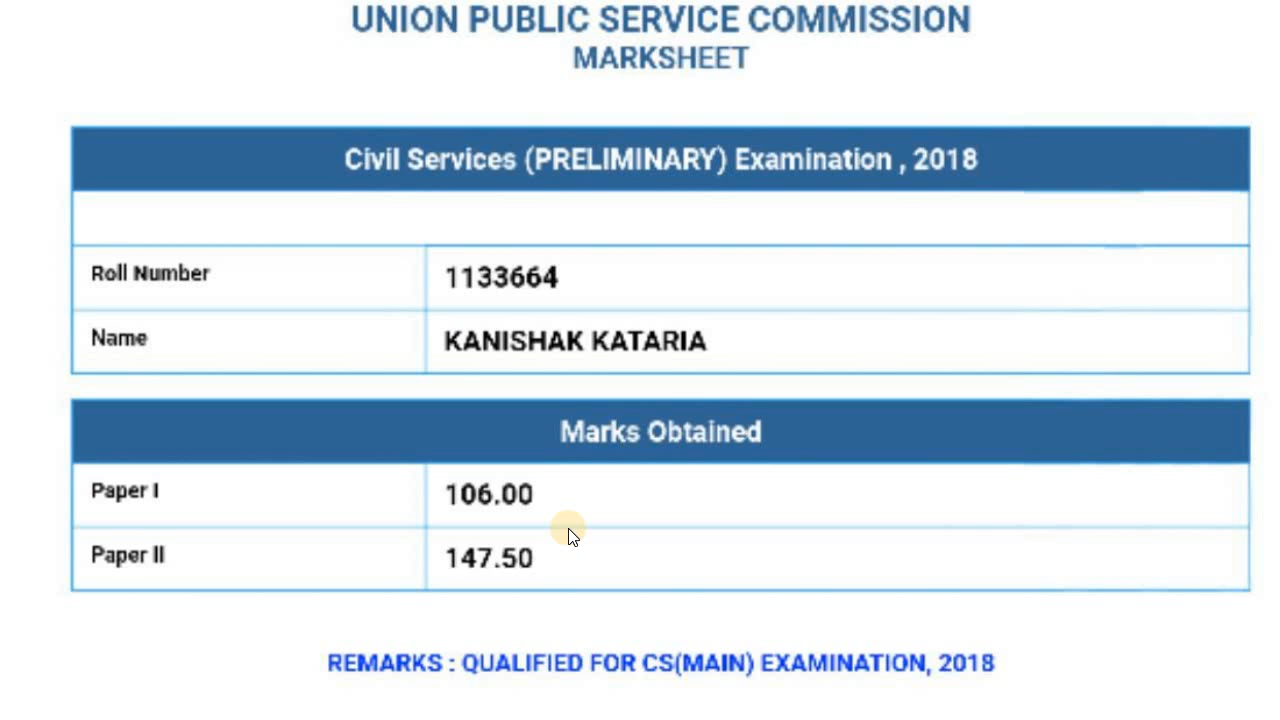 UNION PUBLIC SERVICE COMMISSION
MARKSHEET
Civil Services (PRELIMINARY) Examination , 2018
Roll Number 1133664
Name KANISHAK KATARIA
Marks Obtained
Paper I 106.00
Paper II 147.50
REMARKS : QUALIFIED FOR CS(MAIN) EXAMINATION, 2018